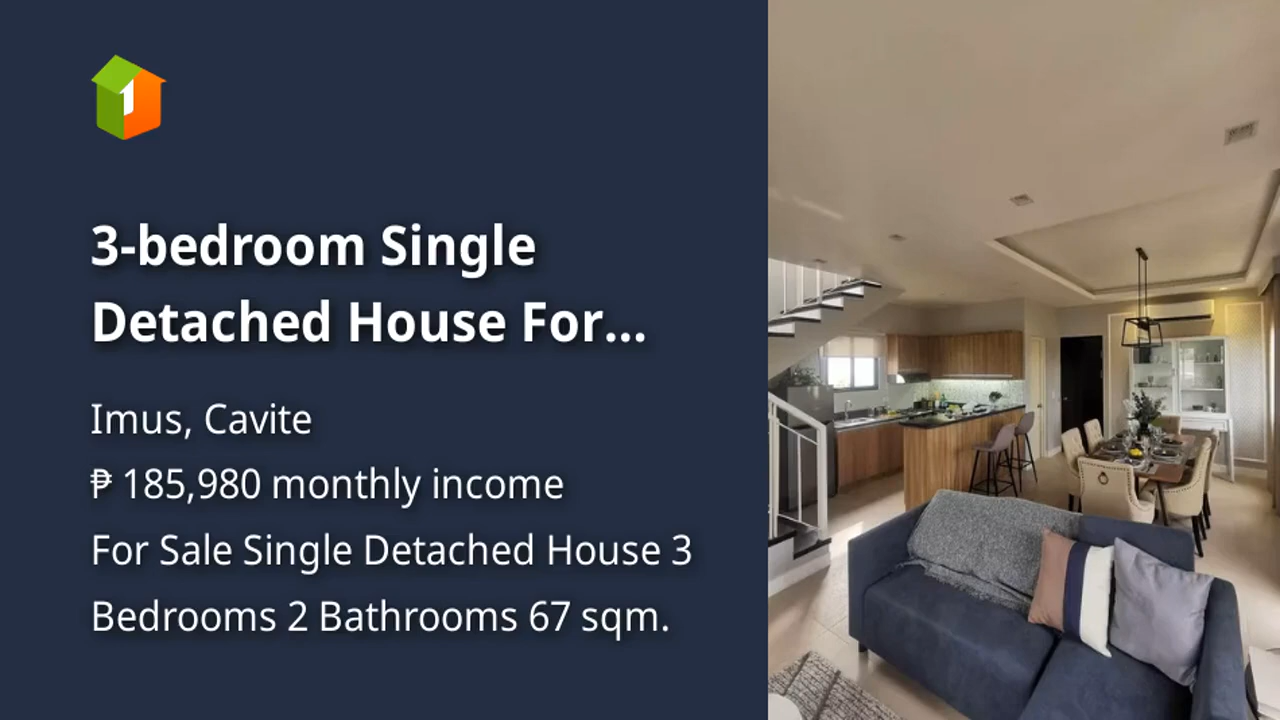 3-bedroom Single
Detached House For...
Imus, Cavite
₱ 185,980 monthly income
For Sale Single Detached House 3
Bedrooms 2 Bathrooms 67 sqm.